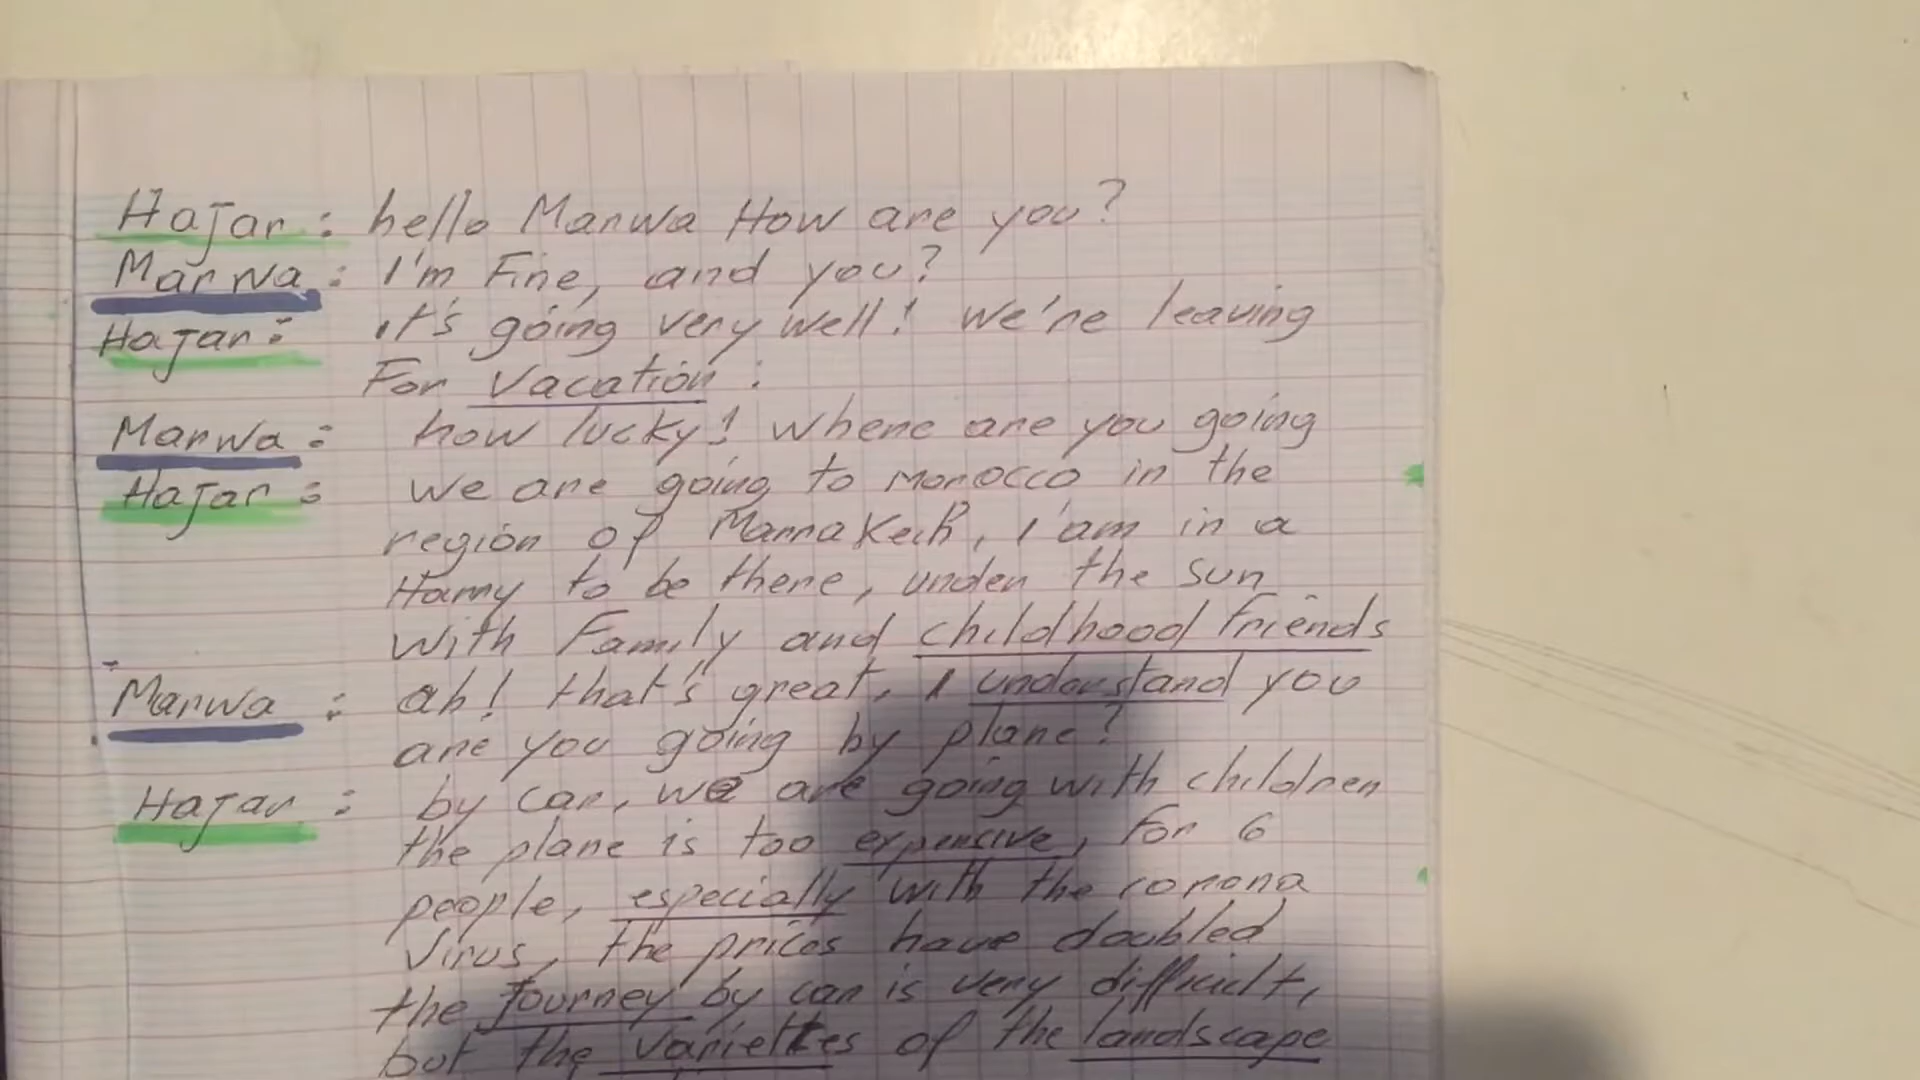 Hajar : hello Marwa How are you?
Marwa : I'm Fine, and you?
Hajar : it's going very well! we're leaving
For vacation :
Marwa : how lucky! where are you going
Hajar : we are going to Morocco in the
region of Marrakech, I am in a
Harry to be there, under the sun
with Family and childhood friends
Marwa : ah! that's great, I understand you
are you going by plane?
Hajar : by car, we are going with children
the plane is too expensive, for 6
people, especially with the corona
virus, the prices have doubled
the journey by car is very difficult,
but the varieties of the landscape